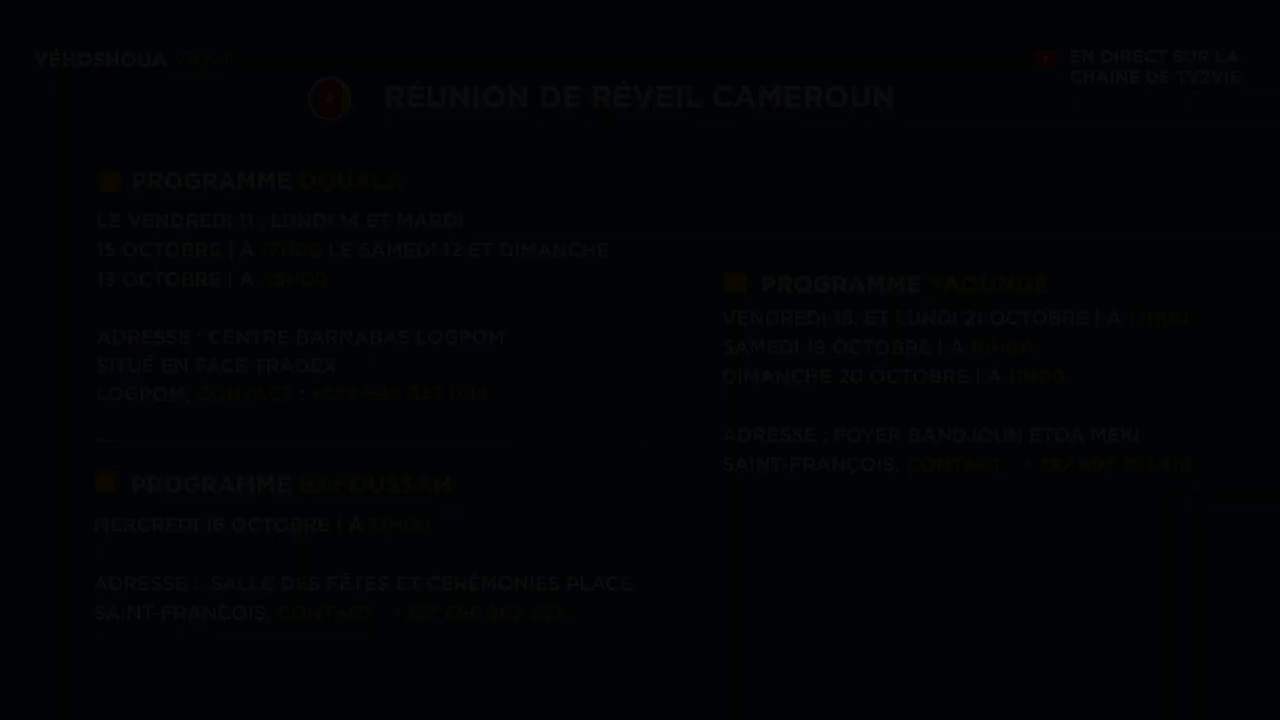 YÉHOSHOUA
EN DIRECT SUR LA
CHAINE DE TV2VIE
RÉUNION DE RÉVEIL CAMEROUN
PROGRAMME DOUALA
LE VENDREDI 11, LUNDI 14 ET MARDI
15 OCTOBRE | À 17H00 LE SAMEDI 12 ET DIMANCHE
13 OCTOBRE | A
ADRESSE : CENTRE BARNABAS LOGPOM
SITUÉ EN FACE TRADEX
LOGPOM, CONTACT :
PROGRAMME BAFOUSSAM
MERCREDI 16 OCTOBRE | À
ADRESSE : SALLE DES FÊTES ET CERÉMONIES PLACE
SAINT-FRANÇOIS, CONTACT :
PROGRAMME YAOUNDE
VENDREDI 18, ET LUNDI 21 OCTOBRE | À
SAMEDI 19 OCTOBRE | À
DIMANCHE 20 OCTOBRE | A
ADRESSE : FOYER BANDJOUN ETOA MEKI
SAINT-FRANÇOIS, CONTACT :